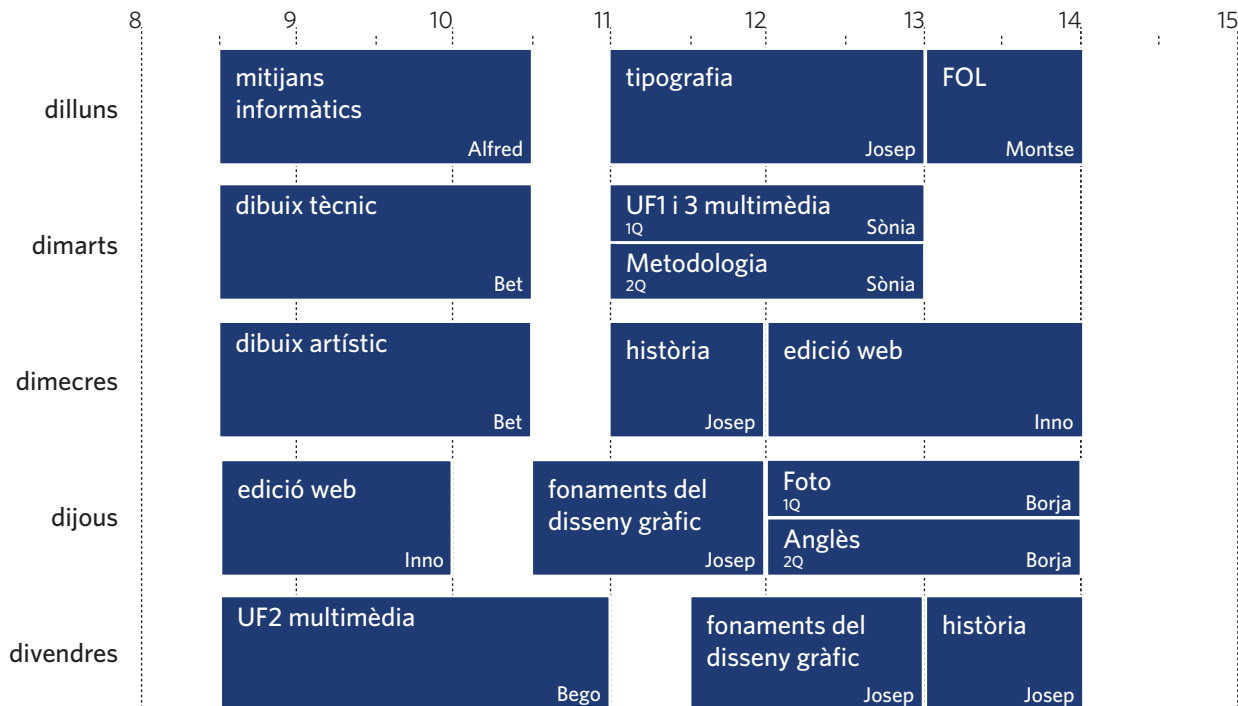 8 9 10 11 12 13 14 15
dilluns
mitijans
informàtics
Alfred
tipografia
Josep
FOL
Montse
dimarts
dibuix tècnic
Bet
UF1 i 3 multimèdia
1Q Sònia
Metodologia
2Q Sònia
dimecres
dibuix artístic
Bet
història
Josep
edició web
Inno
dijous
edició web
Inno
fonaments del
disseny gràfic
Josep
Foto
1Q Borja
Anglès
2Q Borja
divendres
UF2 multimèdia
Bego
fonaments del
disseny gràfic
Josep
història
Josep